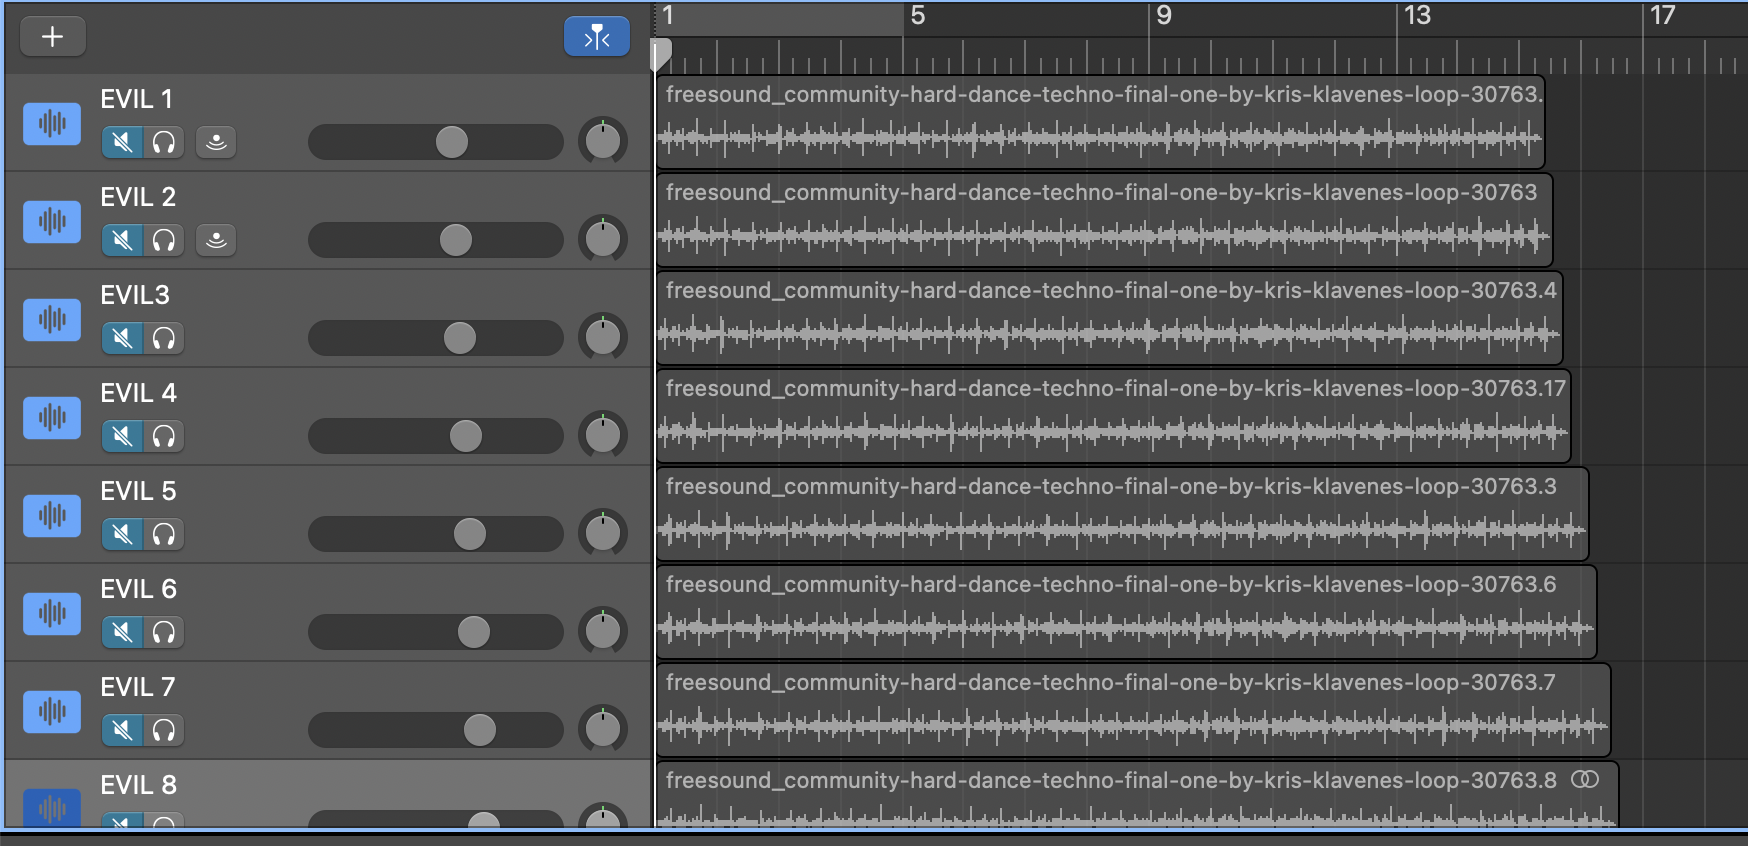 1 5 9 13 17
EVIL 1
freesound_community-hard-dance-techno-final-one-by-kris-klavenes-loop-30763.
EVIL 2
freesound_community-hard-dance-techno-final-one-by-kris-klavenes-loop-30763
EVIL3
freesound_community-hard-dance-techno-final-one-by-kris-klavenes-loop-30763.4
EVIL 4
freesound_community-hard-dance-techno-final-one-by-kris-klavenes-loop-30763.17
EVIL 5
freesound_community-hard-dance-techno-final-one-by-kris-klavenes-loop-30763.3
EVIL 6
freesound_community-hard-dance-techno-final-one-by-kris-klavenes-loop-30763.6
EVIL 7
freesound_community-hard-dance-techno-final-one-by-kris-klavenes-loop-30763.7
EVIL 8
freesound_community-hard-dance-techno-final-one-by-kris-klavenes-loop-30763.8